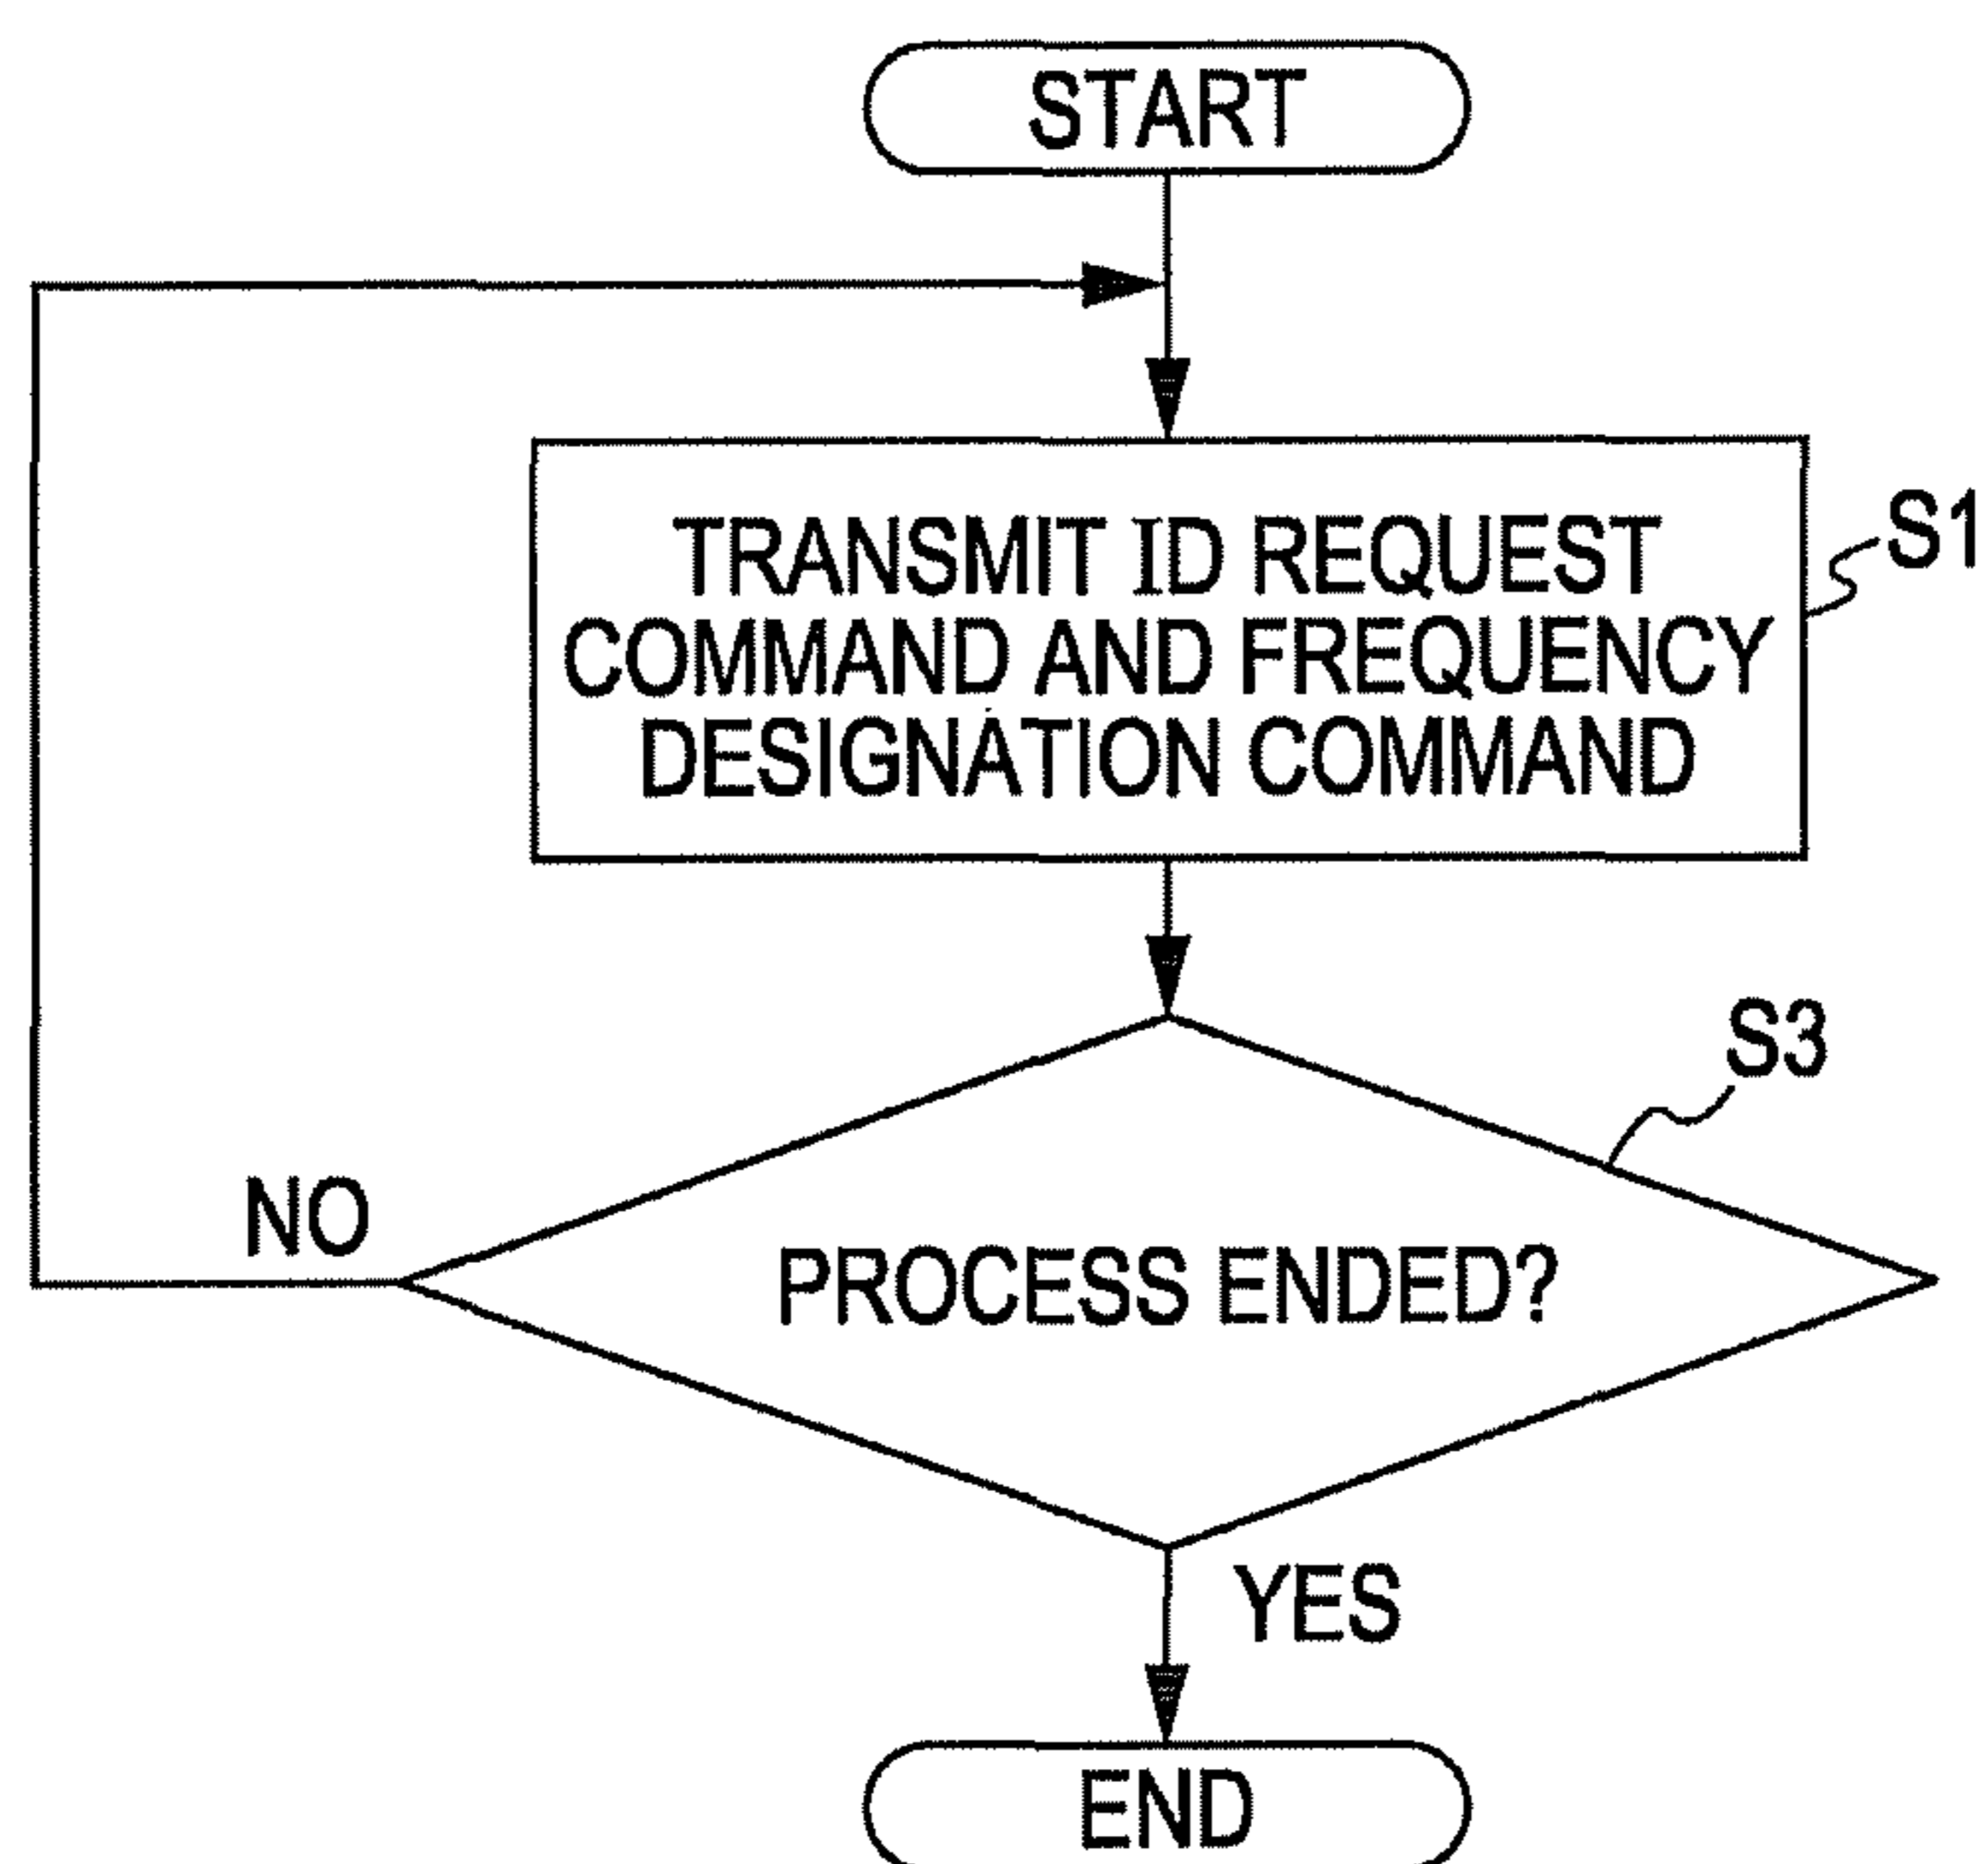 START
TRANSMIT ID REQUEST
COMMAND AND FREQUENCY
DESIGNATION COMMAND
S1
S3
NO
PROCESS ENDED?
YES
END